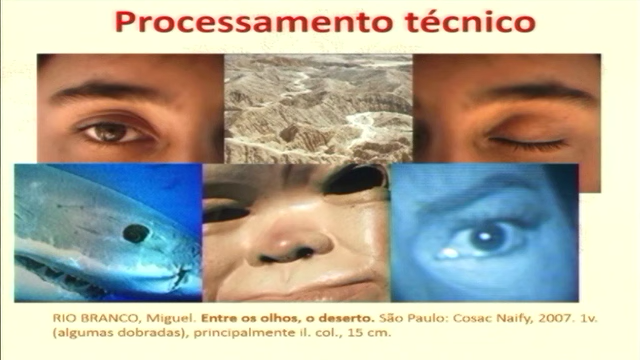 Processamento técnico
RIO BRANCO, Miguel. Entre os olhos, o deserto. São Paulo: Cosac Naify, 2007. 1v.
(algumas dobradas), principalmente il. col., 15 cm.